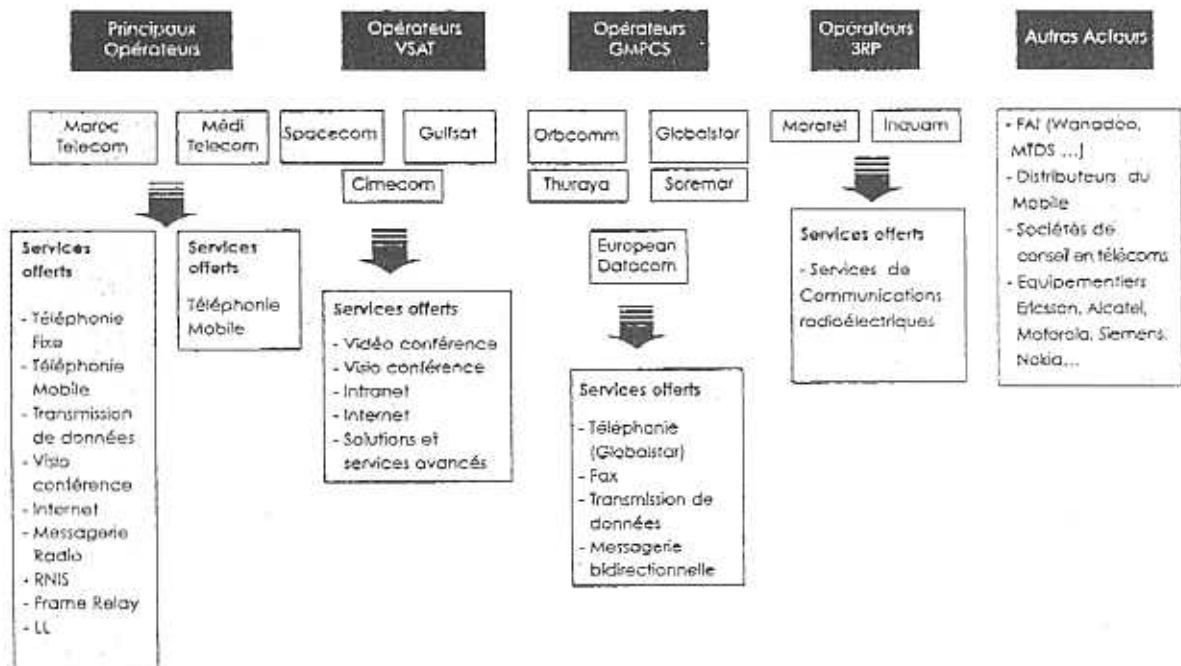 Principaux
Opérateurs
Opérateurs
VSAT
Opérateurs
GMPCS
Opérateurs
3RP
Autres Acteurs
Maroc
Telecom
Médi
Telecom
Spacecom
Gulfsat
Cimecom
Orbcomm
Globalstar
Thuraya
Soremar
European
Datacom
Moratel
Inquam
Services
offerts
- Téléphonie
Fixe
- Téléphonie
Mobile
- Transmission
de données
- Visio
conférence
- Internet
- Messagerie
Radio
- RNIS
- Frame Relay
- LL
Services
offerts
Téléphonie
Mobile
Services offerts
- Vidéo conférence
- Visio conférence
- Intranet
- Internet
- Solutions et
services avancés
Services offerts
- Téléphonie
(Globalstar)
- Fax
- Transmission de
données
- Messagerie
bidirectionnelle
Services offerts
- Services de
Communications
radioélectriques
- FAI (Wanadoo,
MTDS ...)
- Distributeurs du
Mobile
- Sociétés de
conseil en télécoms
- Equipementiers
Ericsson, Alcatel,
Motorola, Siemens,
Nokia...